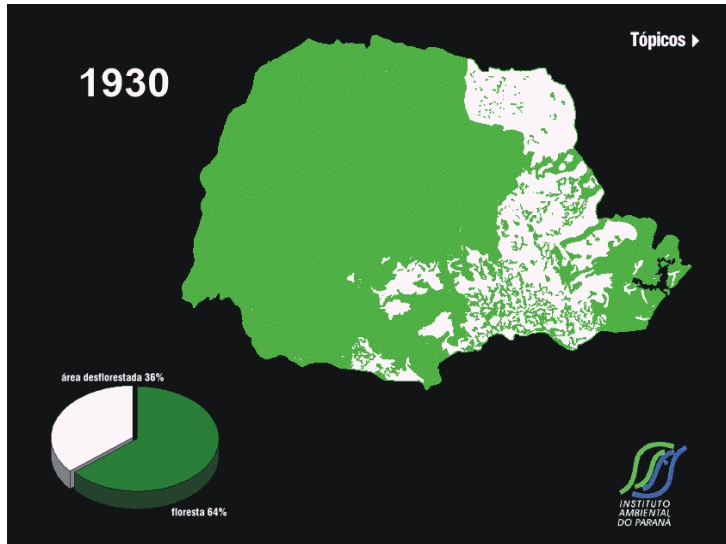 Tópicos
1930
área desflorestada 36%
floresta 64%
INSTITUTO
AMBIENTAL
DO PARANÁ